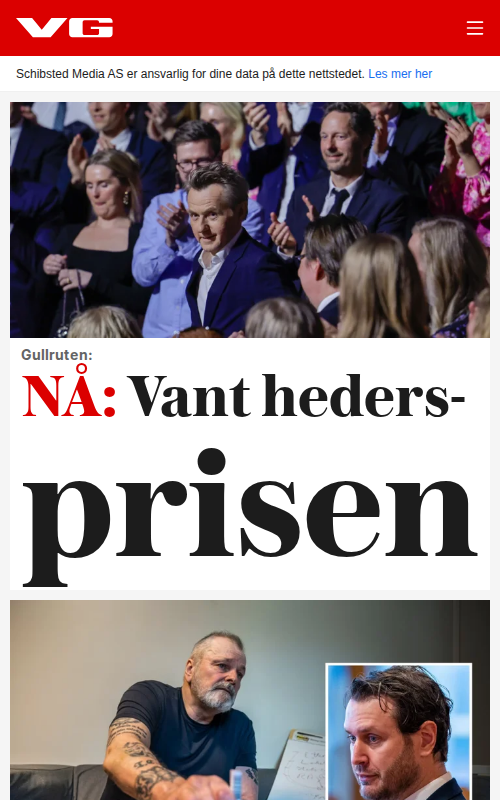 VG
Schibsted Media AS er ansvarlig for dine data på dette nettstedet. Les mer her
Gullruten:
NÅ: Vant heders-
prisen